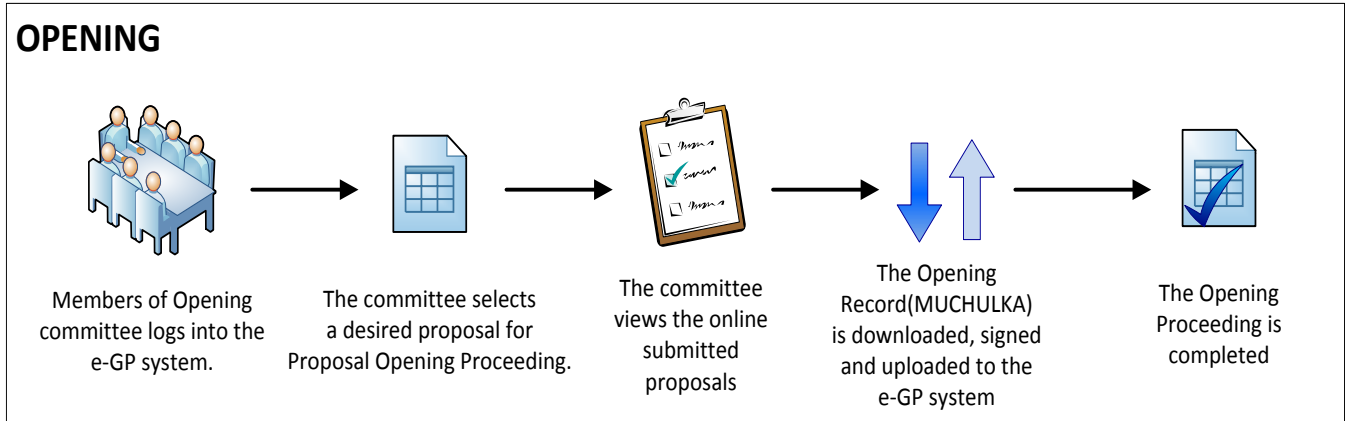 OPENING
Members of Opening
committee logs into the
e-GP system.
The committee selects
a desired proposal for
Proposal Opening Proceeding.
The committee
views the online
submitted
proposals
The Opening
Record(MUCHULKA)
is downloaded, signed
and uploaded to the
e-GP system
The Opening
Proceeding is
completed